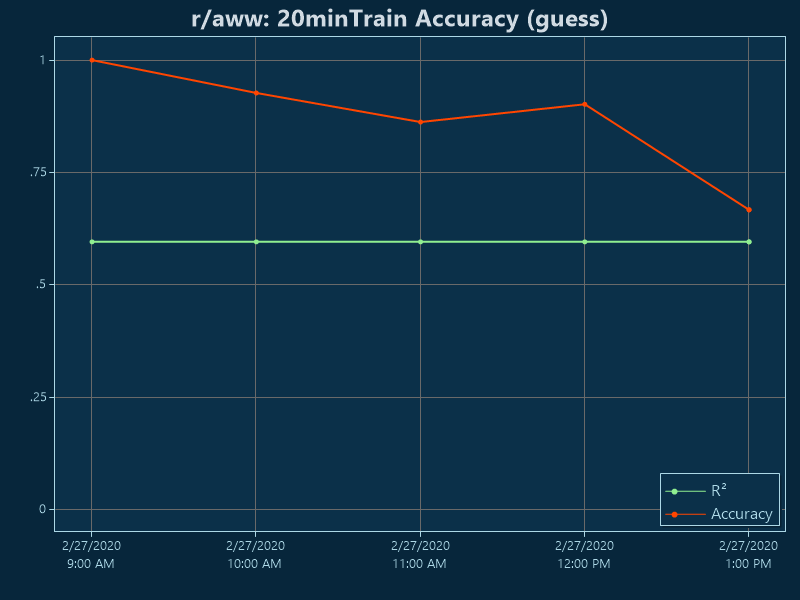 r/aww: 20minTrain Accuracy (guess)
1
.75
.5
.25
0
R²
Accuracy
2/27/2020 2/27/2020 2/27/2020 2/27/2020 2/27/2020
9:00 AM 10:00 AM 11:00 AM 12:00 PM 1:00 PM